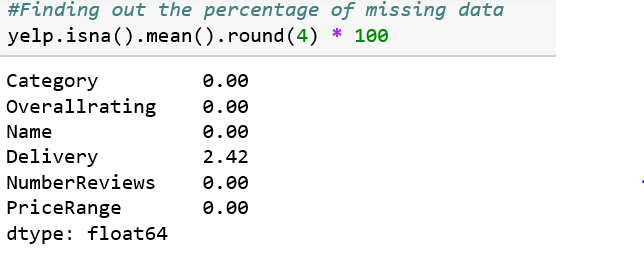 #Finding out the percentage of missing data
yelp.isna().mean().round(4) * 100
Category 0.00
Overallrating 0.00
Name 0.00
Delivery 2.42
NumberReviews 0.00
PriceRange 0.00
dtype: float64